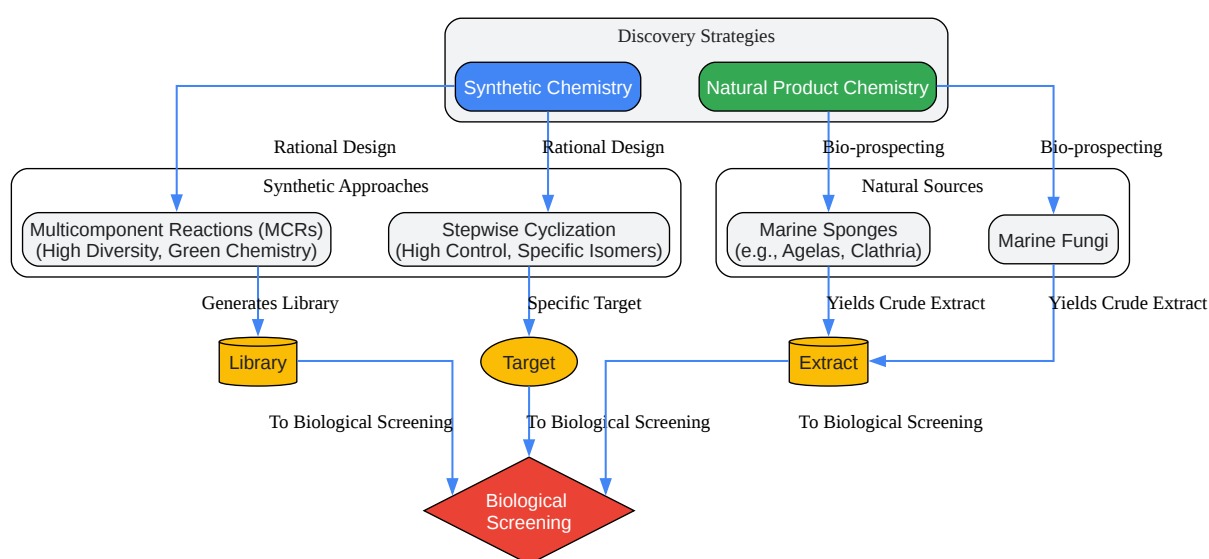 Discovery Strategies
Synthetic Chemistry
Natural Product Chemistry
Rational Design
Rational Design
Bio-prospecting
Bio-prospecting
Synthetic Approaches
Natural Sources
Multicomponent Reactions (MCRs)
(High Diversity, Green Chemistry)
Stepwise Cyclization
(High Control, Specific Isomers)
Marine Sponges
(e.g., Agelas, Clathria)
Marine Fungi
Generates Library
Specific Target
Yields Crude Extract
Yields Crude Extract
Library
Target
Extract
To Biological Screening
To Biological Screening
To Biological Screening
Biological
Screening